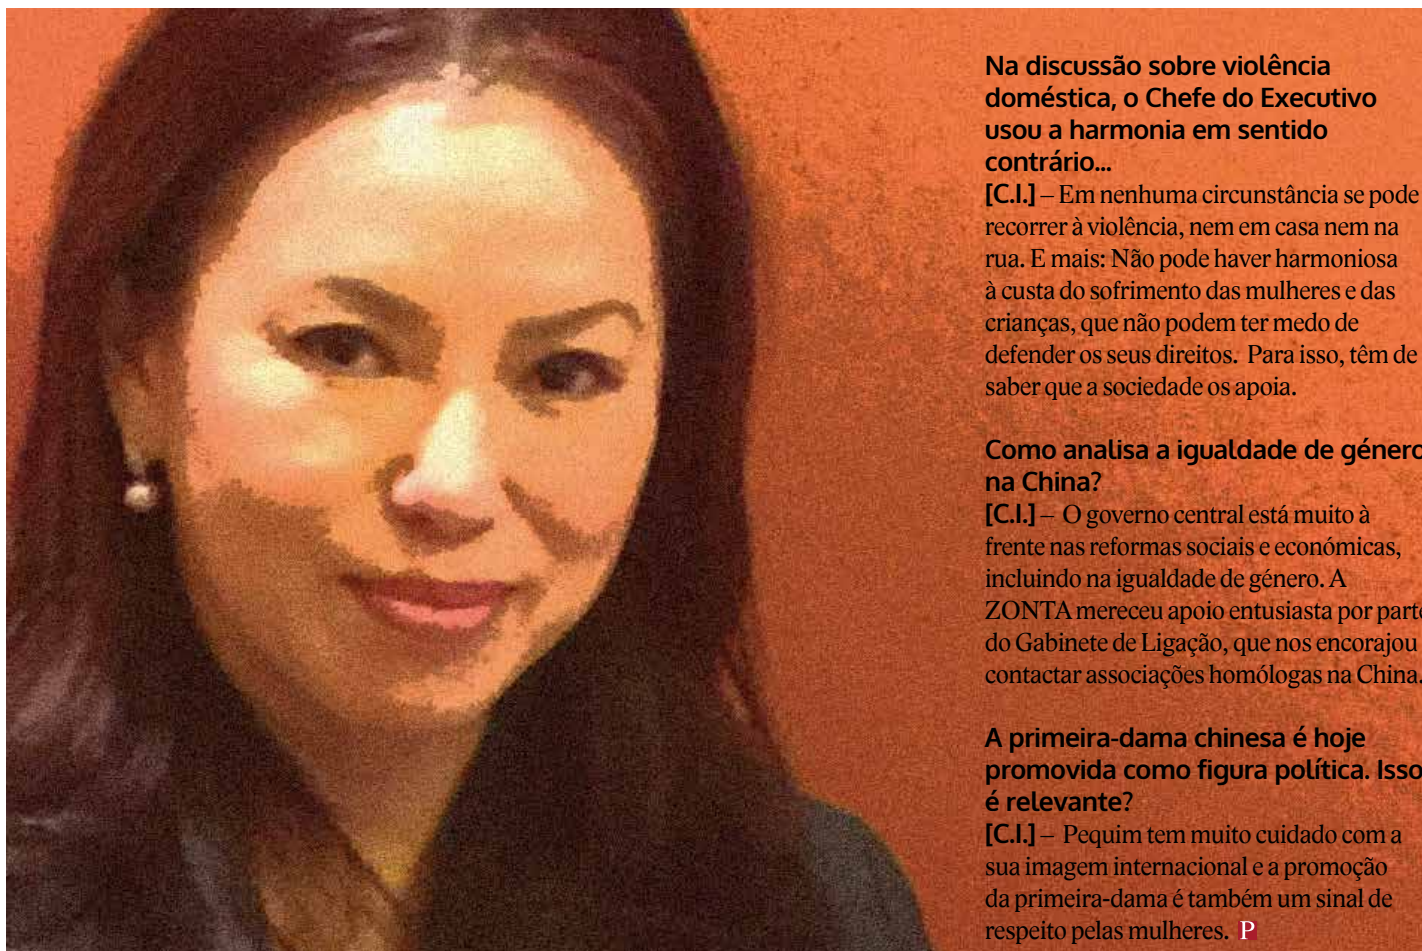 Na discussão sobre violência
doméstica, o Chefe do Executivo
usou a harmonia em sentido
contrário...
[C.I.] – Em nenhuma circunstância se pode
recorrer à violência, nem em casa nem na
rua. E mais: Não pode haver harmoniosa
à custa do sofrimento das mulheres e das
crianças, que não podem ter medo de
defender os seus direitos. Para isso, têm de
saber que a sociedade os apoia.
Como analisa a igualdade de género
na China?
[C.I.] – O governo central está muito à
frente nas reformas sociais e económicas,
incluindo na igualdade de género. A
ZONTA mereceu apoio entusiasta por parte
do Gabinete de Ligação, que nos encorajou
contactar associações homólogas na China.
A primeira-dama chinesa é hoje
promovida como figura política. Isso
é relevante?
[C.I.] – Pequim tem muito cuidado com a
sua imagem internacional e a promoção
da primeira-dama é também um sinal de
respeito pelas mulheres. P